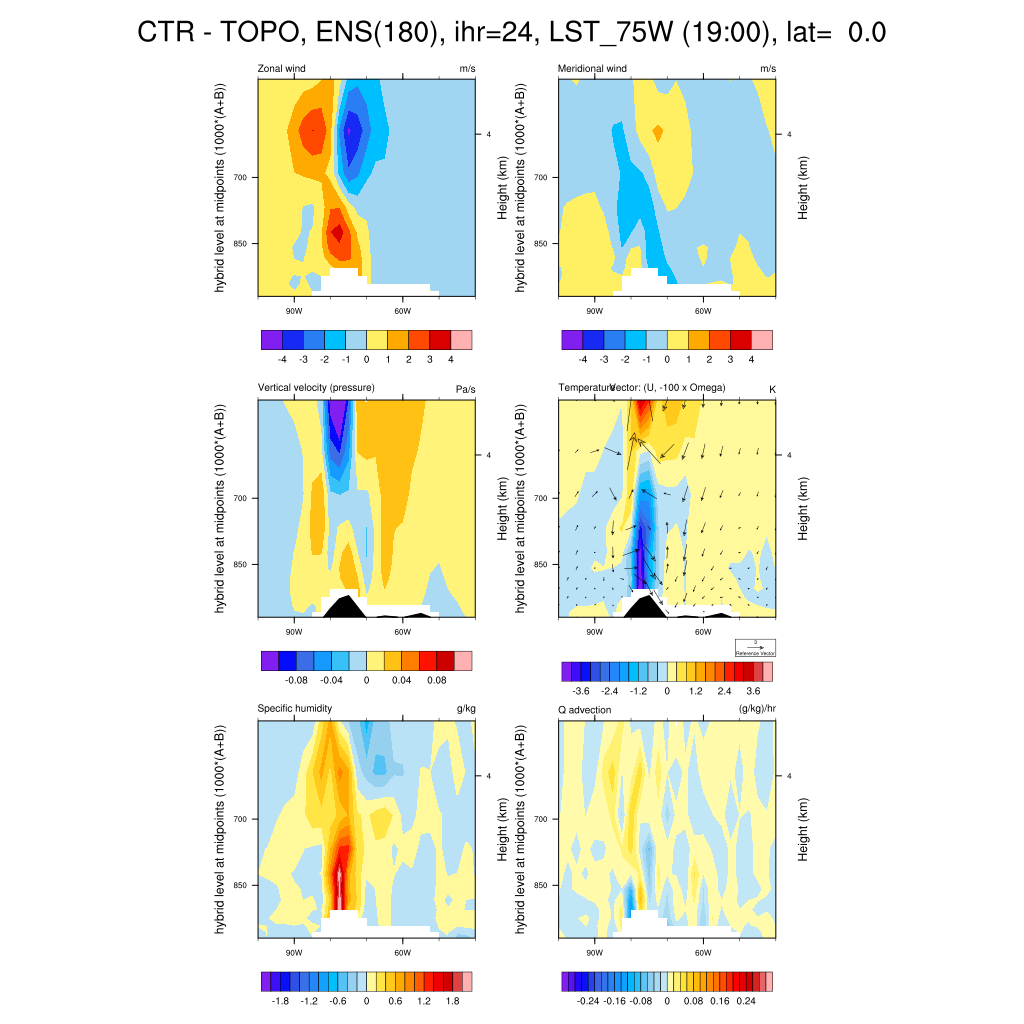 CTR - TOPO, ENS(180), ihr=24, LST_75W (19:00), lat= 0.0
Zonal wind m/s
hybrid level at midpoints (1000*(A+B))
700
850
4
Height (km)
90W 60W
-4 -3 -2 -1 0 1 2 3 4
Meridional wind m/s
hybrid level at midpoints (1000*(A+B))
700
850
4
Height (km)
90W 60W
-4 -3 -2 -1 0 1 2 3 4
Vertical velocity (pressure) Pa/s
hybrid level at midpoints (1000*(A+B))
700
850
4
Height (km)
90W 60W
-0.08 -0.04 0 0.04 0.08
Temperature Vector: (U, -100 x Omega) K
hybrid level at midpoints (1000*(A+B))
700
850
4
Height (km)
90W 60W
3
Reference Vector
-3.6 -2.4 -1.2 0 1.2 2.4 3.6
Specific humidity g/kg
hybrid level at midpoints (1000*(A+B))
700
850
4
Height (km)
90W 60W
-1.8 -1.2 -0.6 0 0.6 1.2 1.8
Q advection (g/kg)/hr
hybrid level at midpoints (1000*(A+B))
700
850
4
Height (km)
90W 60W
-0.24 -0.16 -0.08 0 0.08 0.16 0.24